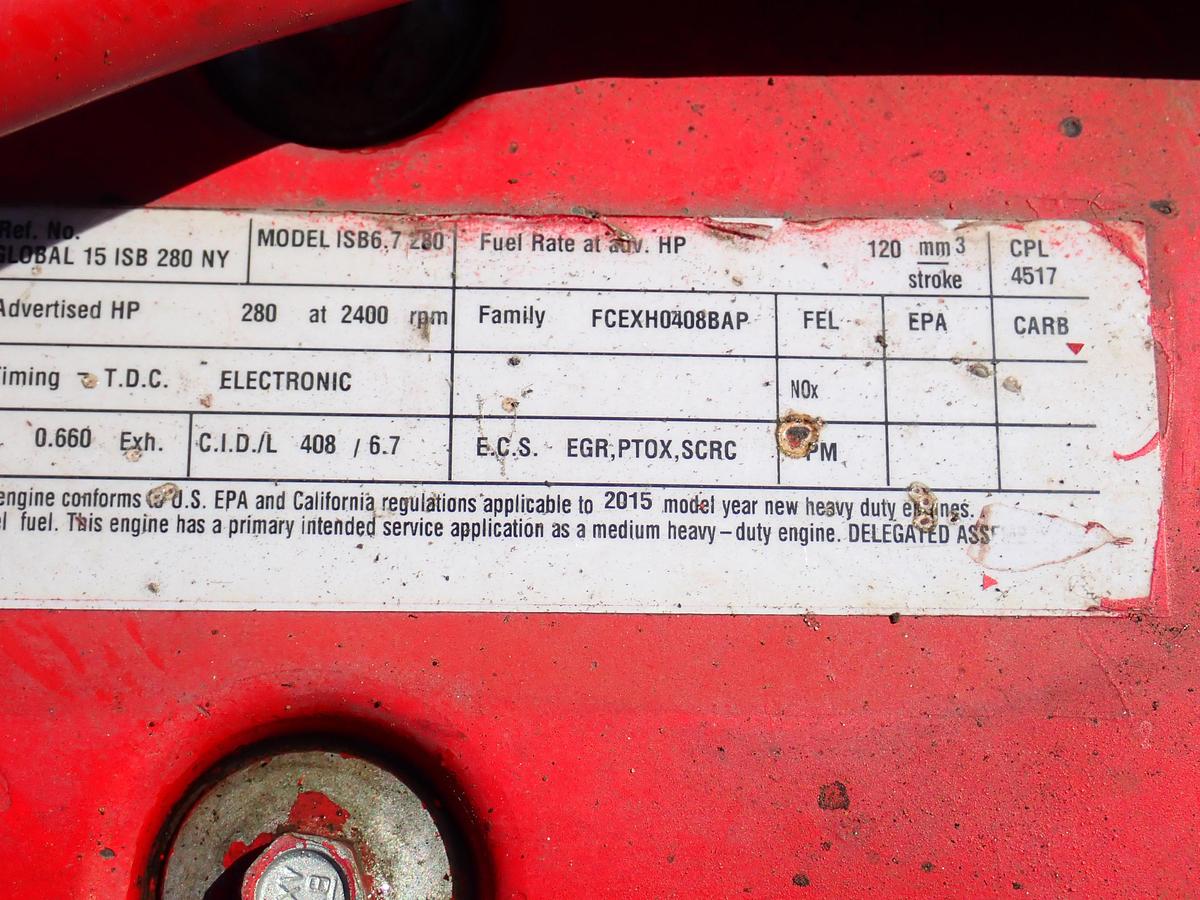 Ref. No. MODEL ISB6.7 280 Fuel Rate at adv. HP 120 mm3 CPL
GLOBAL 15 ISB 280 NY stroke 4517
Advertised HP 280 at 2400 rpm Family FCEXH0408BAP FEL EPA CARB
Timing - T.D.C. ELECTRONIC NOx
0.660 Exh. C.I.D./L 408 / 6.7 E.C.S. EGR,PTOX,SCRC PM
engine conforms to U.S. EPA and California regulations applicable to 2015 model year new heavy duty engines.
fuel. This engine has a primary intended service application as a medium heavy-duty engine. DELEGATED